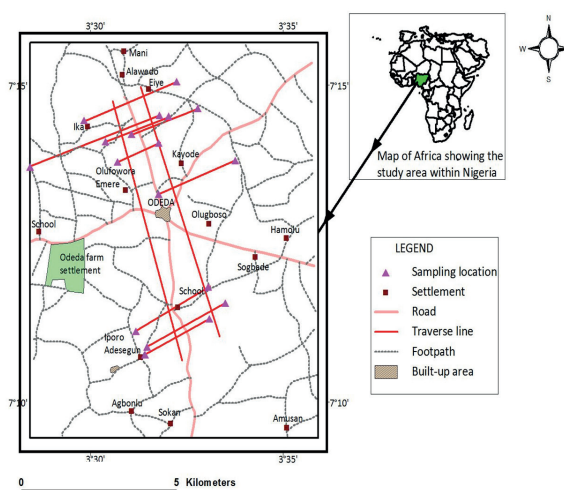 3°30'
3°35'
7°15'
7°15'
Mani
Alawado
Eiye
Ika
Kayode
Olufowora
Emere
ODEDA
School
Olugboso
Hamolu
Soghade
Odeda farm
settlement
School
Iporo
Adesegun
Agbonlu
Sokan
Amusan
7°10'
7°10'
3°30'
3°35'
0
5 Kilometers
Map of Africa showing the
study area within Nigeria
N
W
E
S
LEGEND
Sampling location
Settlement
Road
Traverse line
Footpath
Built-up area